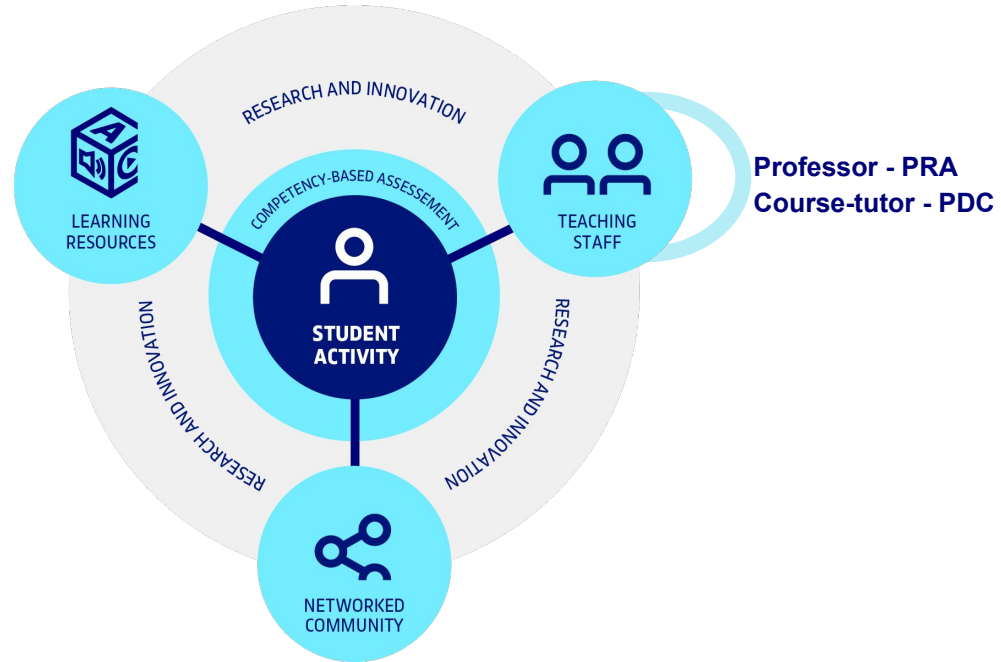 RESEARCH AND INNOVATION
LEARNING
RESOURCES
COMPETENCY-BASED ASSESSEMENT
TEACHING
STAFF
Professor - PRA
Course-tutor - PDC
STUDENT
ACTIVITY
RESEARCH AND INNOVATION
RESEARCH AND INNOVATION
NETWORKED
COMMUNITY